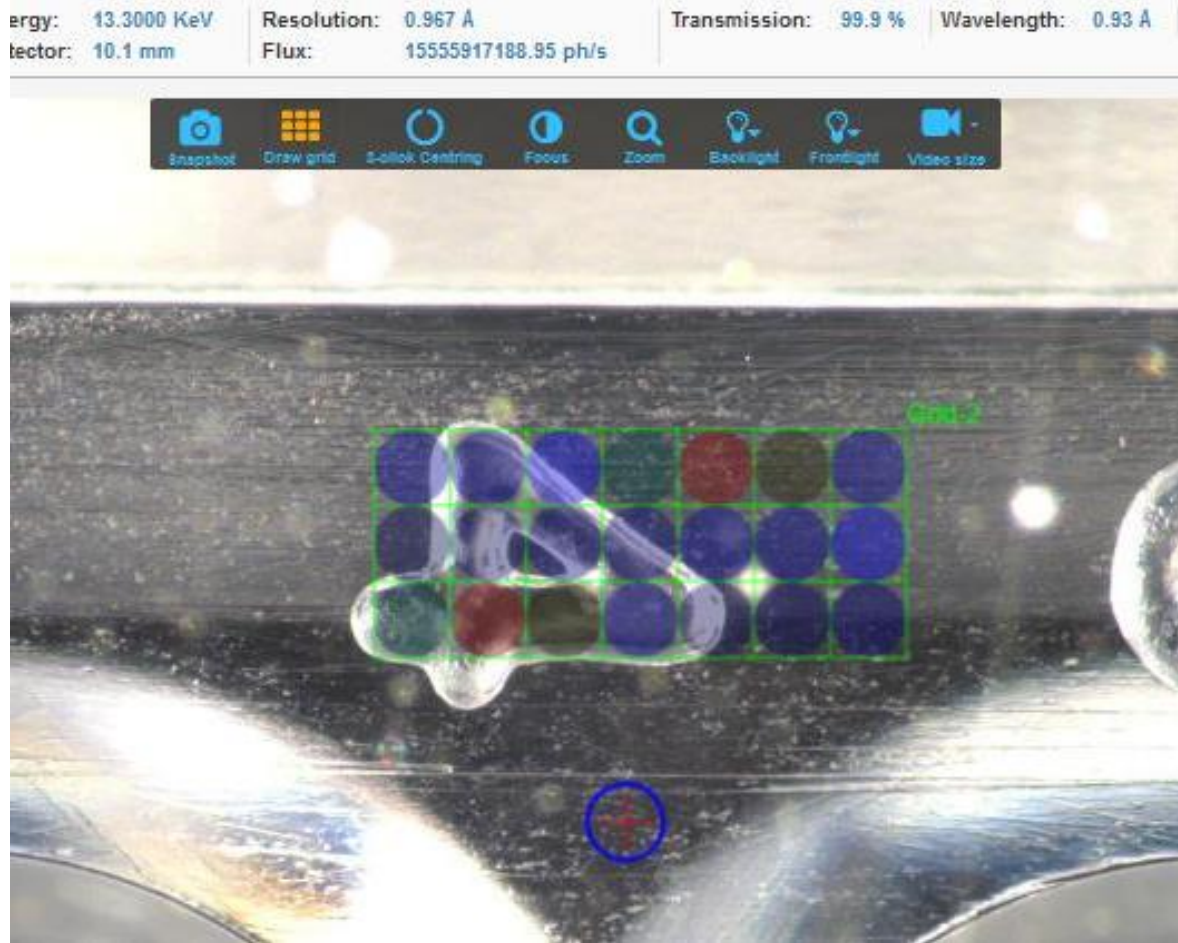 ergy: 13.3000 KeV Resolution: 0.967 Å Transmission: 99.9 % Wavelength: 0.93 Å
tector: 10.1 mm Flux: 15555917188.95 ph/s
Snapshot Draw grid 3-click Centring Focus Zoom Backlight Frontlight Video size
Grid-2